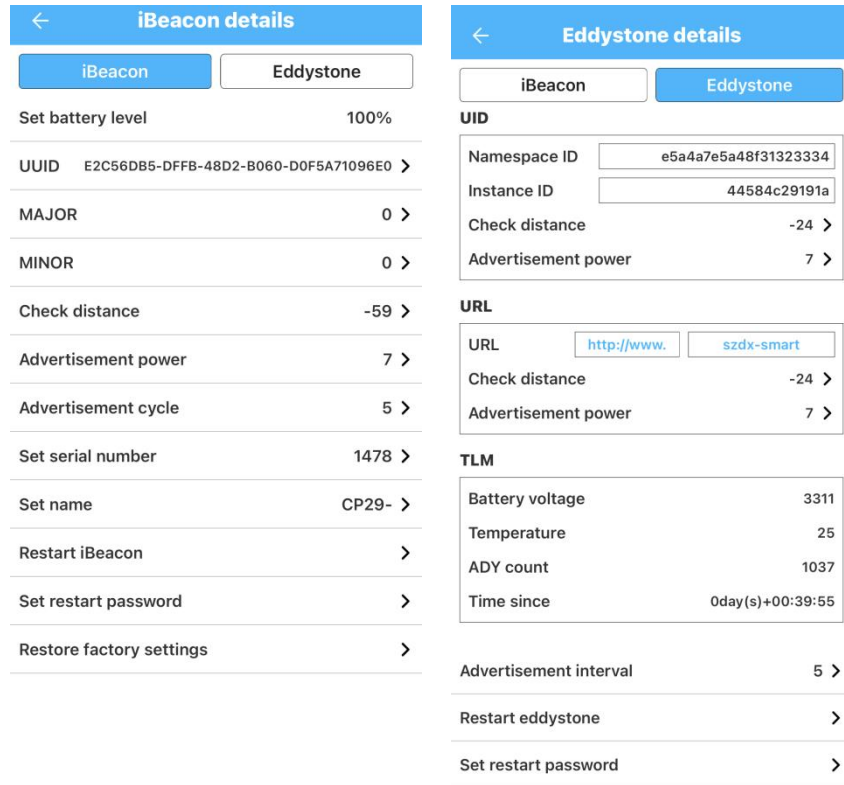 iBeacon details
iBeacon Eddystone
Set battery level 100%
UUID E2C56DB5-DFFB-48D2-B060-D0F5A71096E0
MAJOR 0
MINOR 0
Check distance -59
Advertisement power 7
Advertisement cycle 5
Set serial number 1478
Set name CP29-
Restart iBeacon
Set restart password
Restore factory settings
Eddystone details
iBeacon Eddystone
UID
Namespace ID e5a4a7e5a48f31323334
Instance ID 44584c29191a
Check distance -24
Advertisement power 7
URL
URL http://www. szdx-smart
Check distance -24
Advertisement power 7
TLM
Battery voltage 3311
Temperature 25
ADY count 1037
Time since 0day(s)+00:39:55
Advertisement interval 5
Restart eddystone
Set restart password